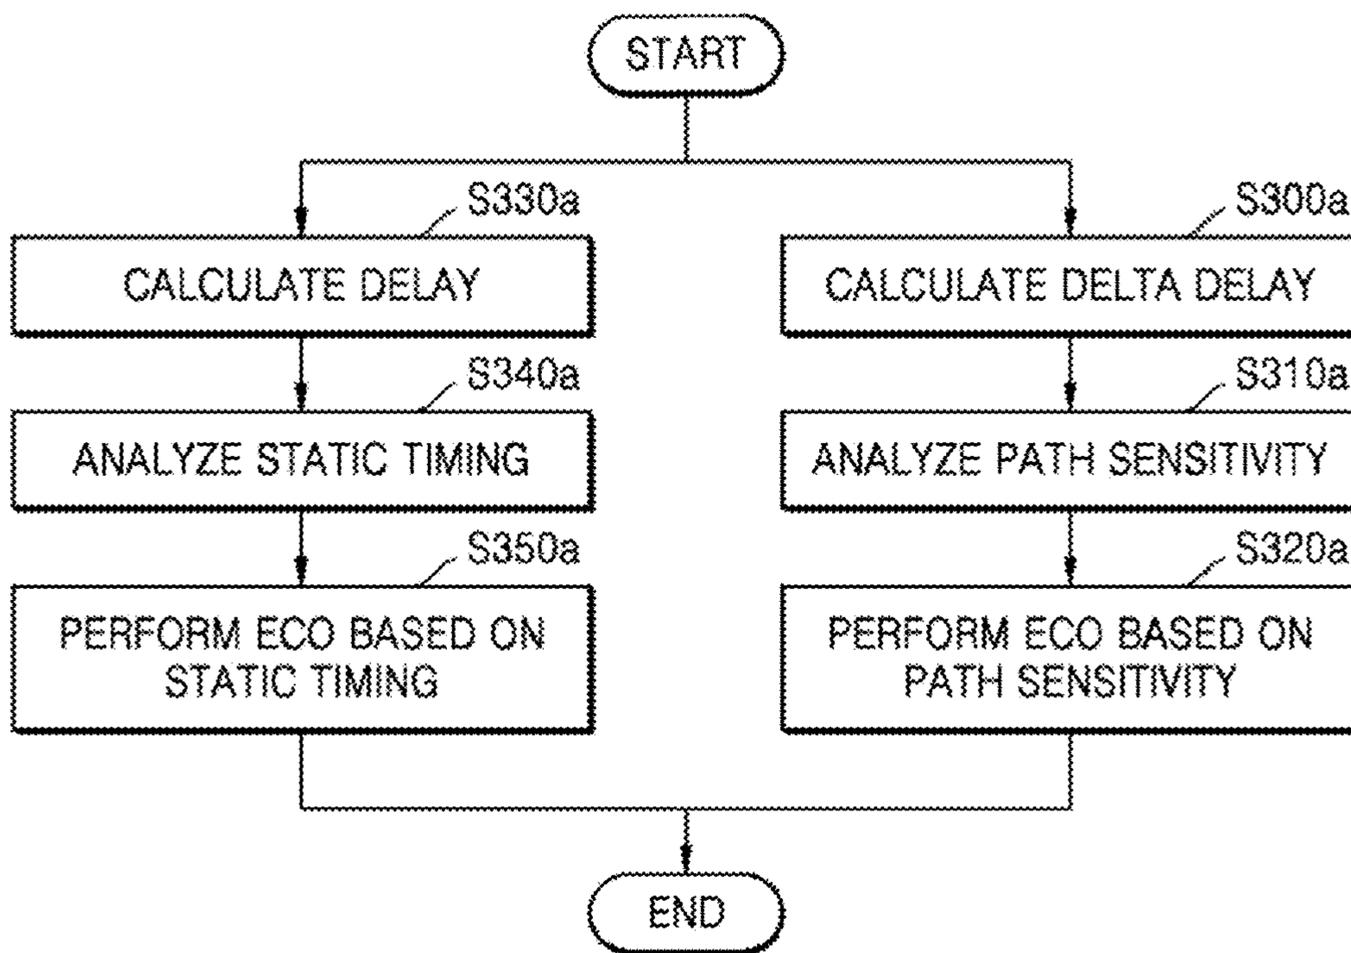 START
S330a
CALCULATE DELAY
S340a
ANALYZE STATIC TIMING
S350a
PERFORM ECO BASED ON
STATIC TIMING
S300a
CALCULATE DELTA DELAY
S310a
ANALYZE PATH SENSITIVITY
S320a
PERFORM ECO BASED ON
PATH SENSITIVITY
END